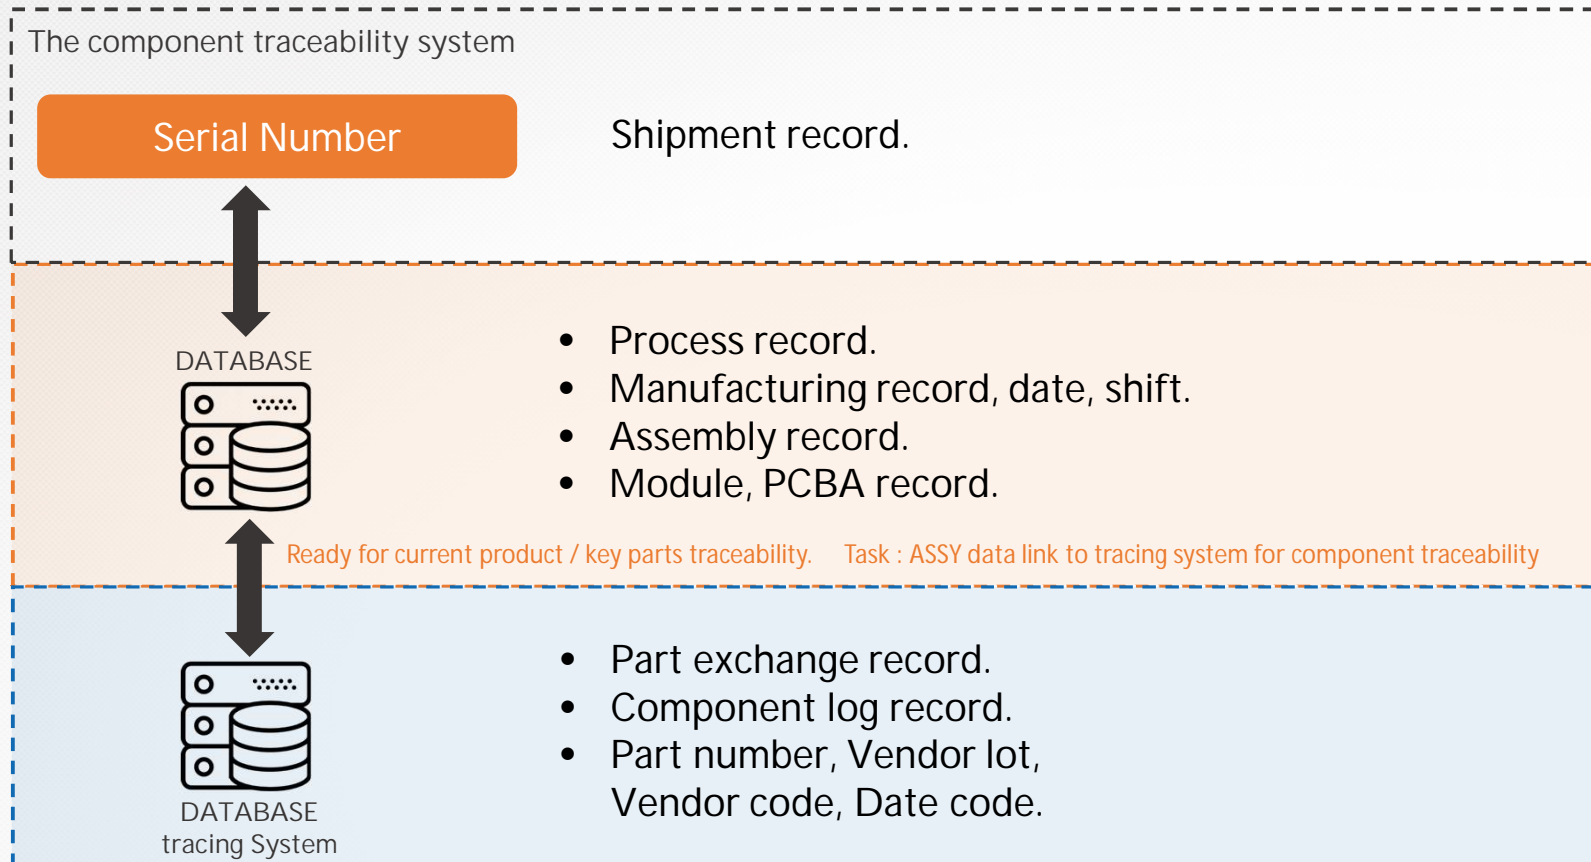 The component traceability system
Serial Number
Shipment record.
DATABASE
• Process record.
• Manufacturing record, date, shift.
• Assembly record.
• Module, PCBA record.
Ready for current product / key parts traceability. Task : ASSY data link to tracing system for component traceability
• Part exchange record.
• Component log record.
• Part number, Vendor lot,
Vendor code, Date code.
DATABASE
tracing System